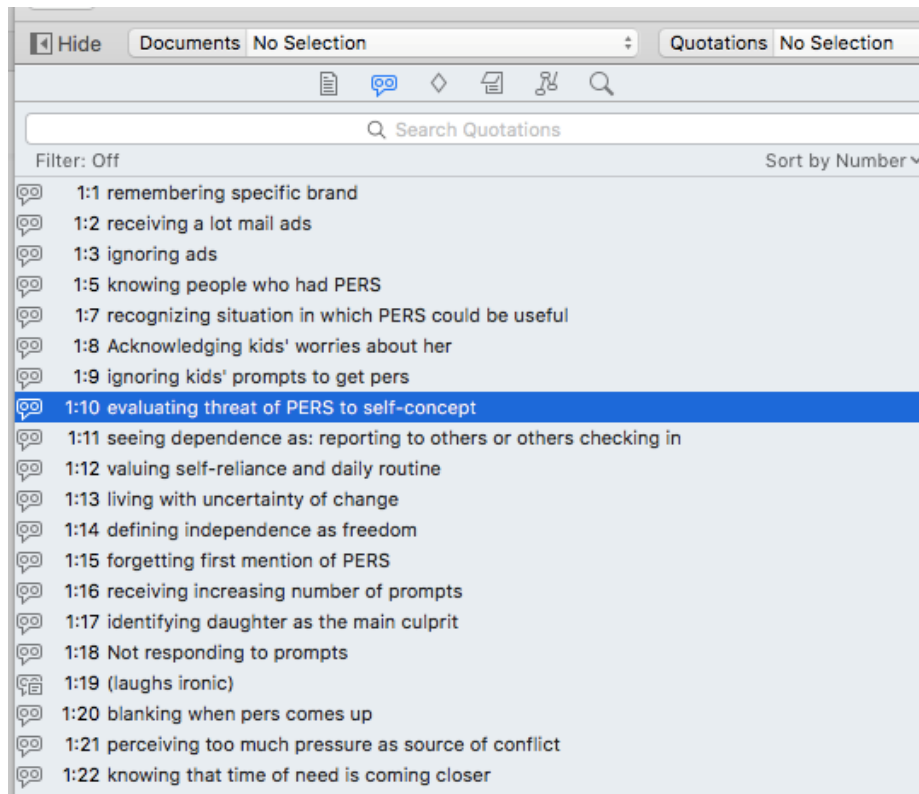 Hide Documents No Selection Quotations No Selection
Search Quotations
Filter: Off Sort by Number
1:1 remembering specific brand
1:2 receiving a lot mail ads
1:3 ignoring ads
1:5 knowing people who had PERS
1:7 recognizing situation in which PERS could be useful
1:8 Acknowledging kids' worries about her
1:9 ignoring kids' prompts to get pers
1:10 evaluating threat of PERS to self-concept
1:11 seeing dependence as: reporting to others or others checking in
1:12 valuing self-reliance and daily routine
1:13 living with uncertainty of change
1:14 defining independence as freedom
1:15 forgetting first mention of PERS
1:16 receiving increasing number of prompts
1:17 identifying daughter as the main culprit
1:18 Not responding to prompts
1:19 (laughs ironic)
1:20 blanking when pers comes up
1:21 perceiving too much pressure as source of conflict
1:22 knowing that time of need is coming closer